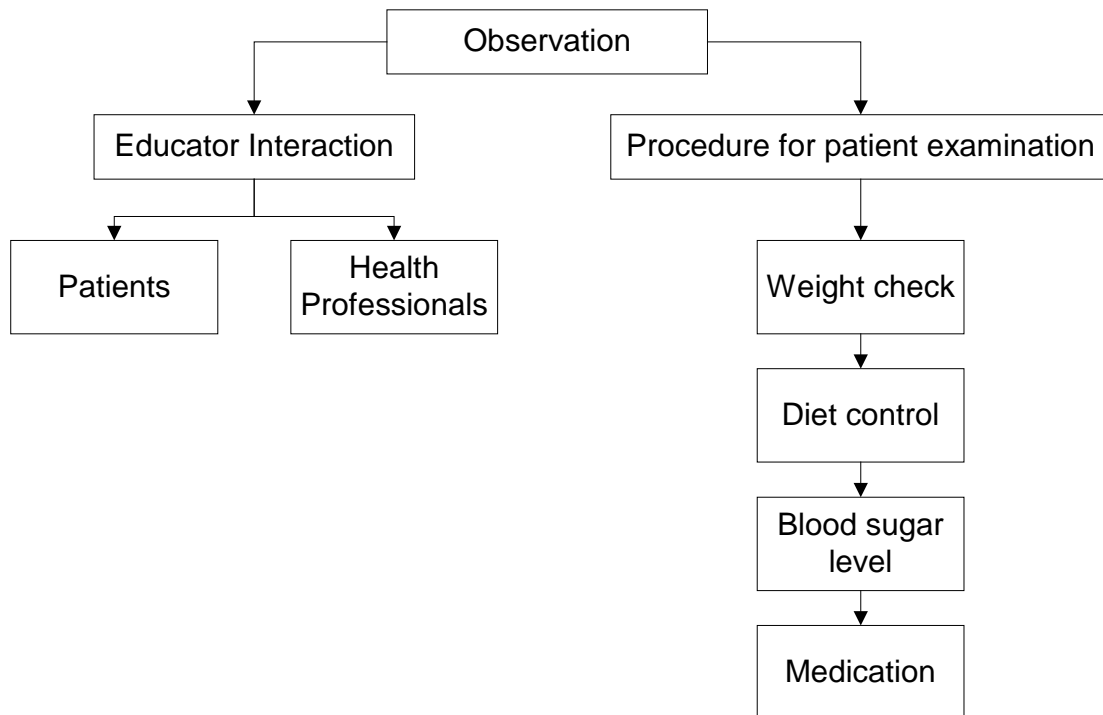 Observation
Educator Interaction
Procedure for patient examination
Patients
Health
Professionals
Weight check
Diet control
Blood sugar
level
Medication